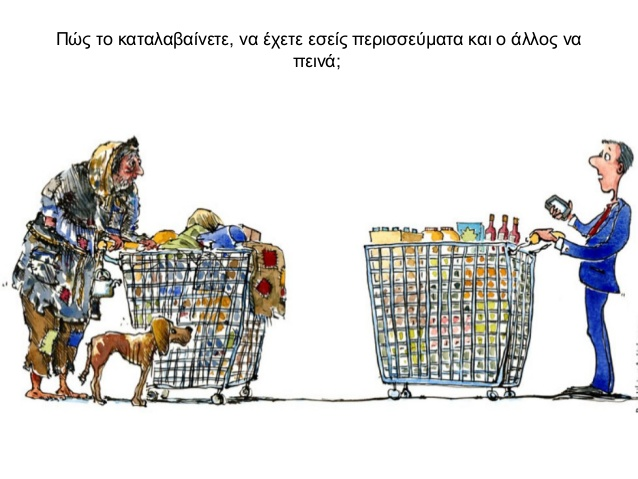 Πώς το καταλαβαίνετε, να έχετε εσείς περισσεύματα και ο άλλος να
πεινά;